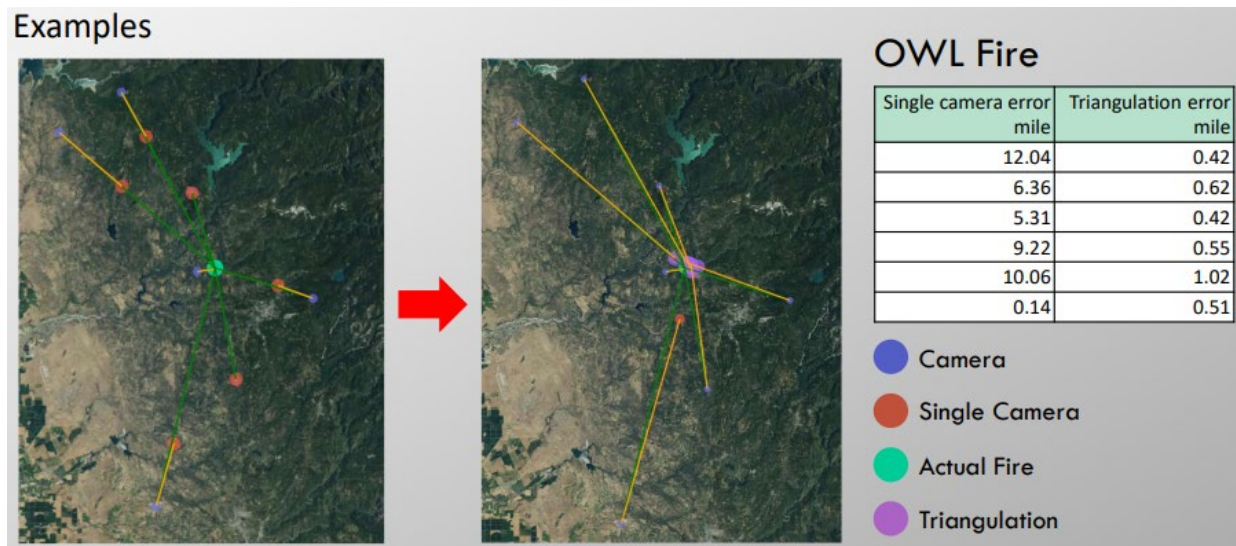 Examples
OWL Fire
Single camera error Triangulation error
mile mile
12.04 0.42
6.36 0.62
5.31 0.42
9.22 0.55
10.06 1.02
0.14 0.51
Camera
Single Camera
Actual Fire
Triangulation